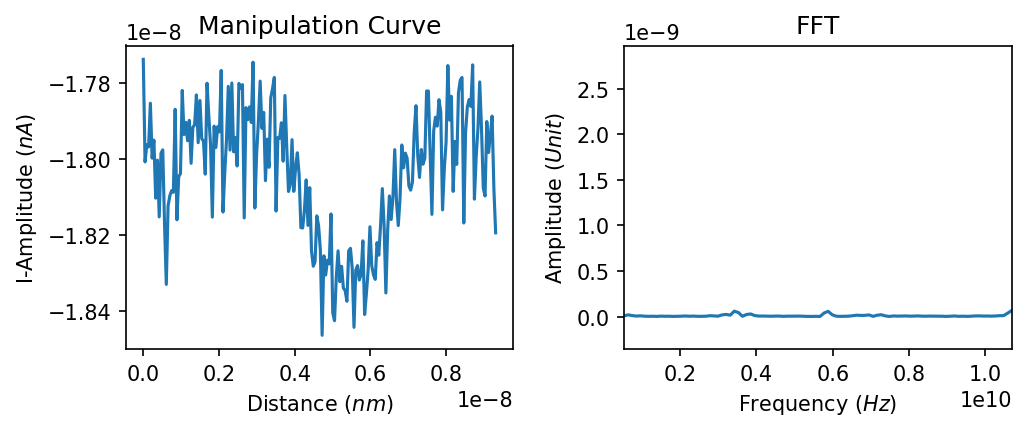 Manipulation Curve
1e−8
−1.78
−1.80
−1.82
−1.84
I-Amplitude (nA)
0.0 0.2 0.4 0.6 0.8
1e−8
Distance (nm)
FFT
1e−9
2.5
2.0
1.5
1.0
0.5
0.0
Amplitude (Unit)
0.2 0.4 0.6 0.8 1.0
1e10
Frequency (Hz)